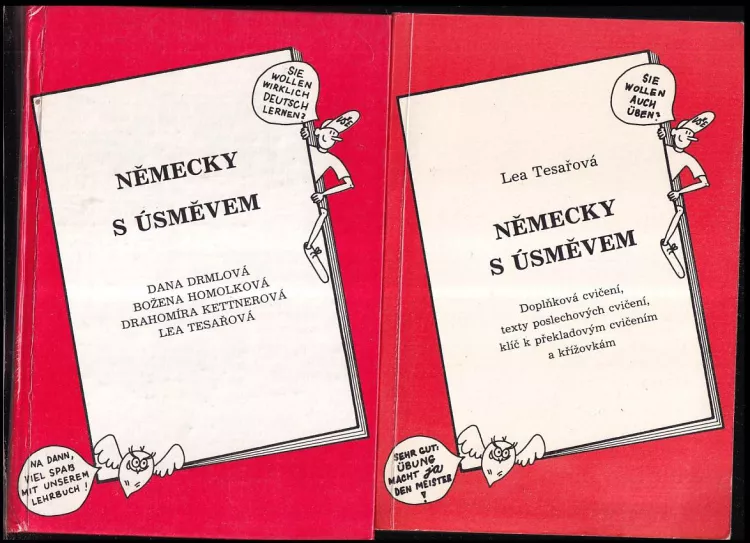 SIE
WOLLEN
WIRKLICH
DEUTSCH
LERNEN?
VŠE
NĚMECKY
S ÚSMĚVEM
DANA DRMLOVÁ
BOŽENA HOMOLKOVÁ
DRAHOMÍRA KETTNEROVÁ
LEA TESAŘOVÁ
NA DANN,
VIEL SPAß
MIT UNSEREM
LEHRBUCH!
SIE
WOLLEN
AUCH
ÜBEN?
VŠE
Lea Tesařová
NĚMECKY
S ÚSMĚVEM
Doplňková cvičení,
texty poslechových cvičení,
klíč k překladovým cvičením
a křížovkám
SEHR GUT!
ÜBUNG
MACHT ja
DEN MEISTER
!